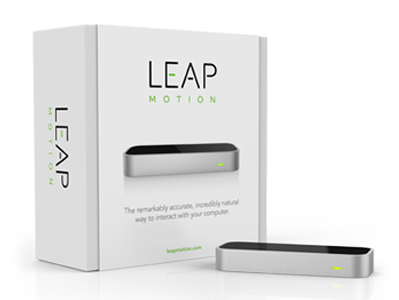 LEAP
MOTION
LEAP
MOTION
The remarkably accurate, incredibly natural
way to interact with your computer.
leapmotion.com